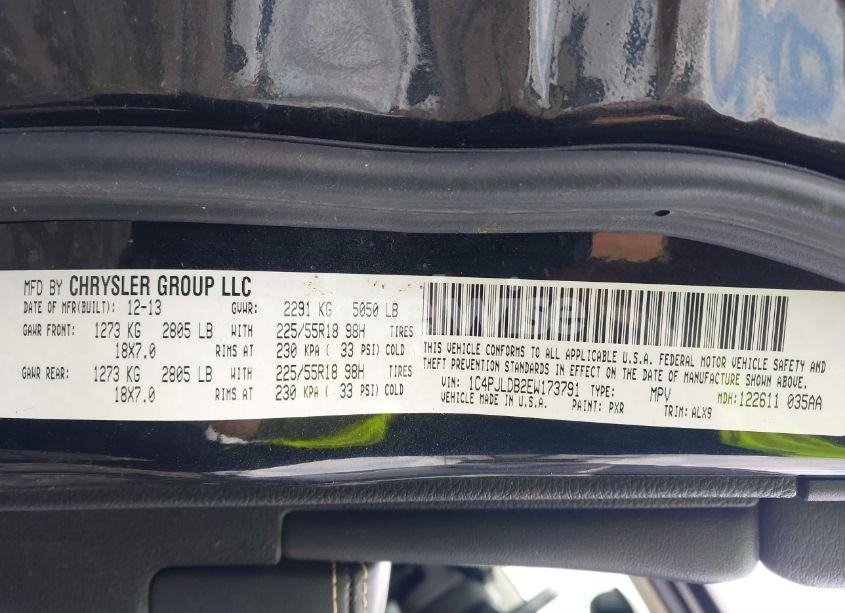 MFD BY CHRYSLER GROUP LLC
DATE OF MFR(BUILT): 12-13 GVWR: 2291 KG 5050 LB
GAWR FRONT: 1273 KG 2805 LB WITH 225/55R18 98H TIRES
18X7.0 RIMS AT 230 KPA ( 33 PSI) COLD
GAWR REAR: 1273 KG 2805 LB WITH 225/55R18 98H TIRES
18X7.0 RIMS AT 230 KPA ( 33 PSI) COLD
THIS VEHICLE CONFORMS TO ALL APPLICABLE U.S.A. FEDERAL MOTOR VEHICLE SAFETY AND
THEFT PREVENTION STANDARDS IN EFFECT ON THE DATE OF MANUFACTURE SHOWN ABOVE.
VIN: 1C4PJLDB2EW173791 TYPE: MPV MDH: 122611 035AA
VEHICLE MADE IN U.S.A. PAINT: PXR TRIM: ALX9